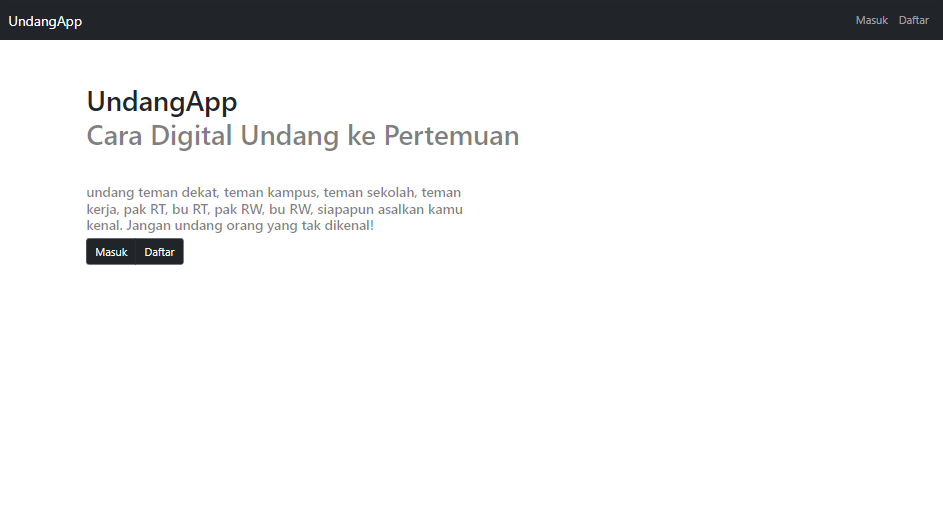 UndangApp
Masuk Daftar
UndangApp
Cara Digital Undang ke Pertemuan
undang teman dekat, teman kampus, teman sekolah, teman
kerja, pak RT, bu RT, pak RW, bu RW, siapapun asalkan kamu
kenal. Jangan undang orang yang tak dikenal!
Masuk Daftar